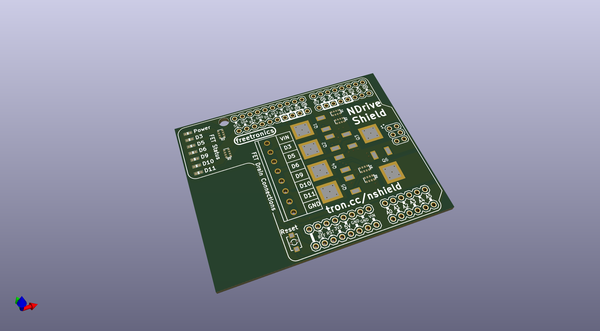 Power
D3
D5
D6
D9
D10
D11
FET Status
freetronics
NDrive
Shield
VIN
D3
D5
D6
D9
D10
D11
GND
FET Drain Connections
Q6
tron.cc/nshield
Reset